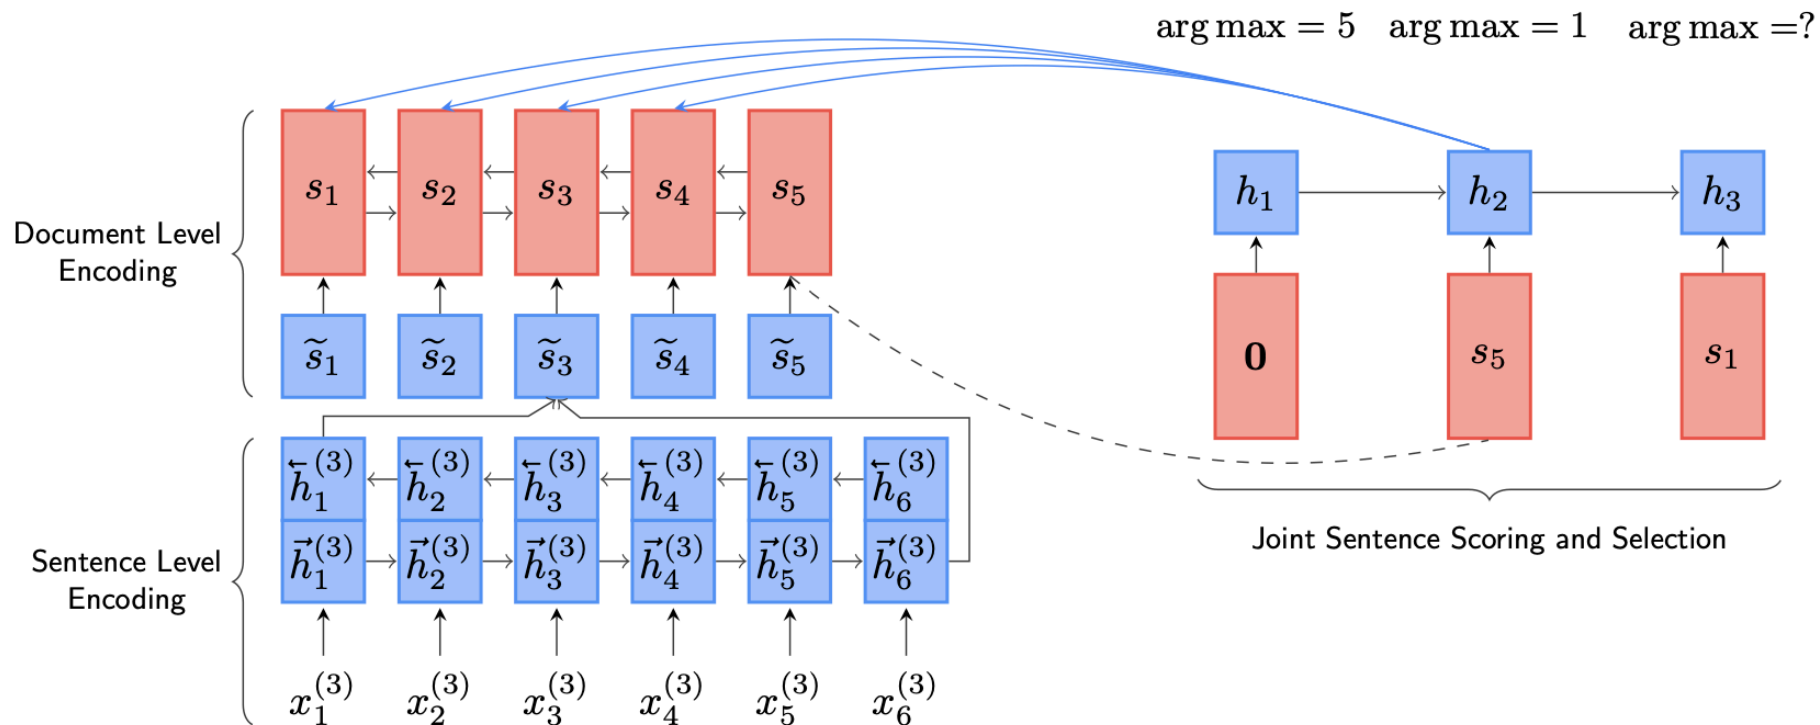 arg max = 5 arg max = 1 arg max =?
s₁ s₂ s₃ s₄ s₅
h₁ h₂ h₃
Document Level
Encoding
s̃₁ s̃₂ s̃₃ s̃₄ s̃₅
0 s₅ s₁
h⃖₁⁽³⁾ h⃖₂⁽³⁾ h⃖₃⁽³⁾ h⃖₄⁽³⁾ h⃖₅⁽³⁾ h⃖₆⁽³⁾
h⃗₁⁽³⁾ h⃗₂⁽³⁾ h⃗₃⁽³⁾ h⃗₄⁽³⁾ h⃗₅⁽³⁾ h⃗₆⁽³⁾
Sentence Level
Encoding
Joint Sentence Scoring and Selection
x₁⁽³⁾ x₂⁽³⁾ x₃⁽³⁾ x₄⁽³⁾ x₅⁽³⁾ x₆⁽³⁾